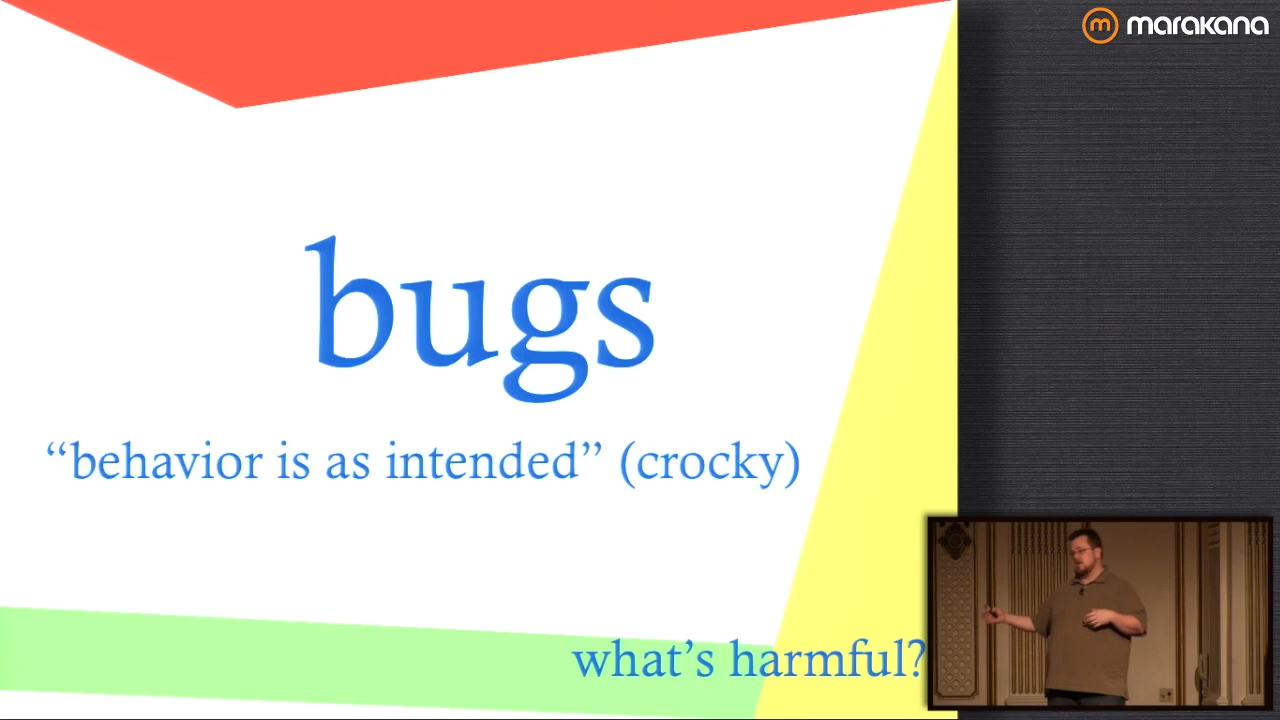 marakana
bugs
“behavior is as intended” (crocky)
what’s harmful?